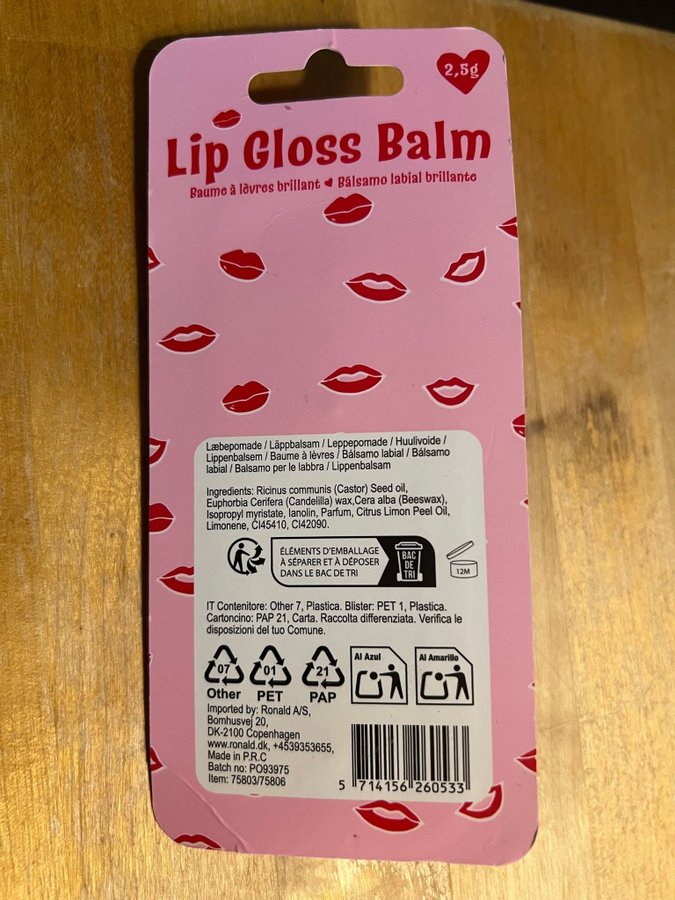 2,5g
Lip Gloss Balm
Baume à lèvres brillant ♥ Bálsamo labial brillante
Læbepomade / Läppbalsam / Leppepomade / Huulivoide /
Lippenbalsem / Baume à lèvres / Bálsamo labial / Bálsamo
labial / Balsamo per le labbra / Lippenbalsam
Ingredients: Ricinus communis (Castor) Seed oil,
Euphorbia Cerifera (Candelilla) wax,Cera alba (Beeswax),
Isopropyl myristate, lanolin, Parfum, Citrus Limon Peel Oil,
Limonene, CI45410, CI42090.
ÉLÉMENTS D'EMBALLAGE
À SÉPARER ET À DÉPOSER
DANS LE BAC DE TRI
BAC
DE
TRI
12M
IT Contenitore: Other 7, Plastica. Blister: PET 1, Plastica.
Cartoncino: PAP 21, Carta. Raccolta differenziata. Verifica le
disposizioni del tuo Comune.
07
Other
01
PET
21
PAP
Al Azul
Al Amarillo
Imported by: Ronald A/S,
Bornhusvej 20,
DK-2100 Copenhagen
www.ronald.dk, +4539353655,
Made in P.R.C
Batch no: PO93975
Item: 75803/75806
5 714156 260533